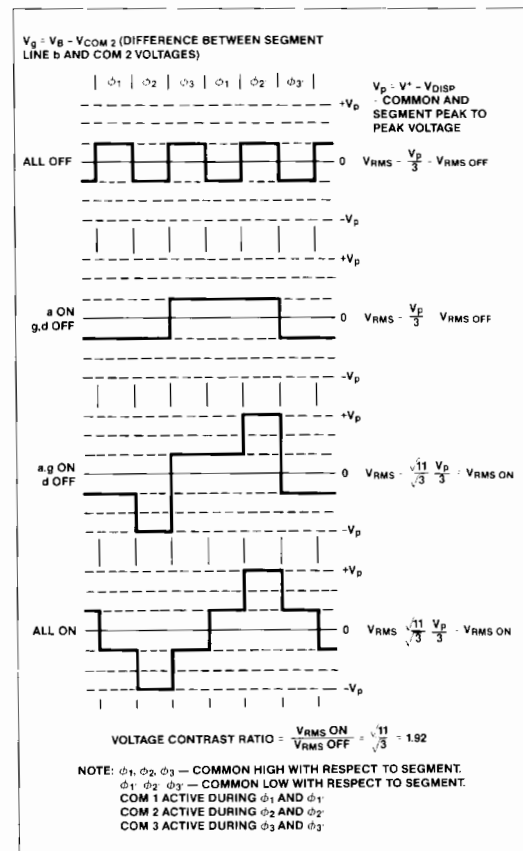 Vg = VB - VCOM 2 (DIFFERENCE BETWEEN SEGMENT
LINE b AND COM 2 VOLTAGES)
ϕ1 ϕ2 ϕ3 ϕ1' ϕ2' ϕ3'
Vp = V+ - VDISP
- COMMON AND
SEGMENT PEAK TO
PEAK VOLTAGE
+Vp
ALL OFF
0
VRMS - Vp/3 - VRMS OFF
-Vp
+Vp
a ON
g,d OFF
0
VRMS - Vp/3 VRMS OFF
-Vp
+Vp
a.g ON
d OFF
0
VRMS - √11/√3 Vp/3 = VRMS ON
-Vp
+Vp
ALL ON
0
VRMS √11/√3 Vp/3 - VRMS ON
-Vp
VOLTAGE CONTRAST RATIO = VRMS ON/VRMS OFF = √11/√3 = 1.92
NOTE: ϕ1, ϕ2, ϕ3 — COMMON HIGH WITH RESPECT TO SEGMENT.
ϕ1' ϕ2' ϕ3' — COMMON LOW WITH RESPECT TO SEGMENT.
COM 1 ACTIVE DURING ϕ1 AND ϕ1'
COM 2 ACTIVE DURING ϕ2 AND ϕ2'
COM 3 ACTIVE DURING ϕ3 AND ϕ3'